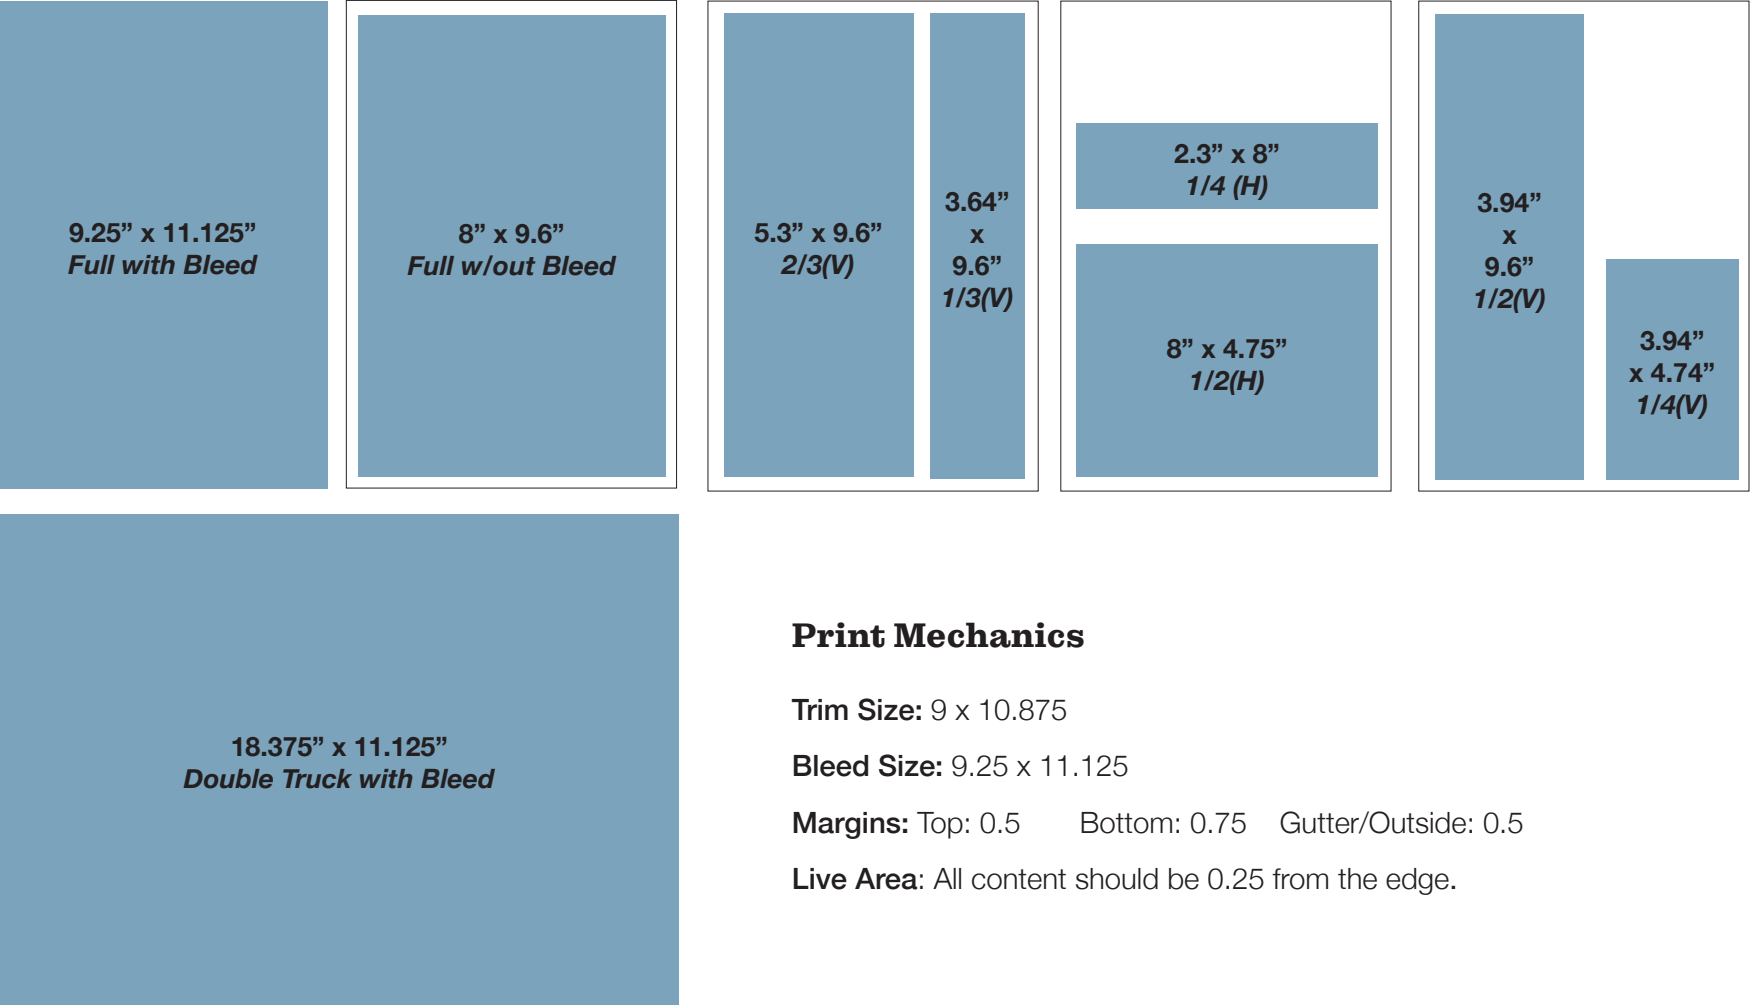 9.25” x 11.125”
Full with Bleed
8” x 9.6”
Full w/out Bleed
5.3” x 9.6”
2/3(V)
3.64”
x
9.6”
1/3(V)
2.3” x 8”
1/4 (H)
8” x 4.75”
1/2(H)
3.94”
x
9.6”
1/2(V)
3.94”
x 4.74”
1/4(V)
18.375” x 11.125”
Double Truck with Bleed
Print Mechanics
Trim Size: 9 x 10.875
Bleed Size: 9.25 x 11.125
Margins: Top: 0.5 Bottom: 0.75 Gutter/Outside: 0.5
Live Area: All content should be 0.25 from the edge.